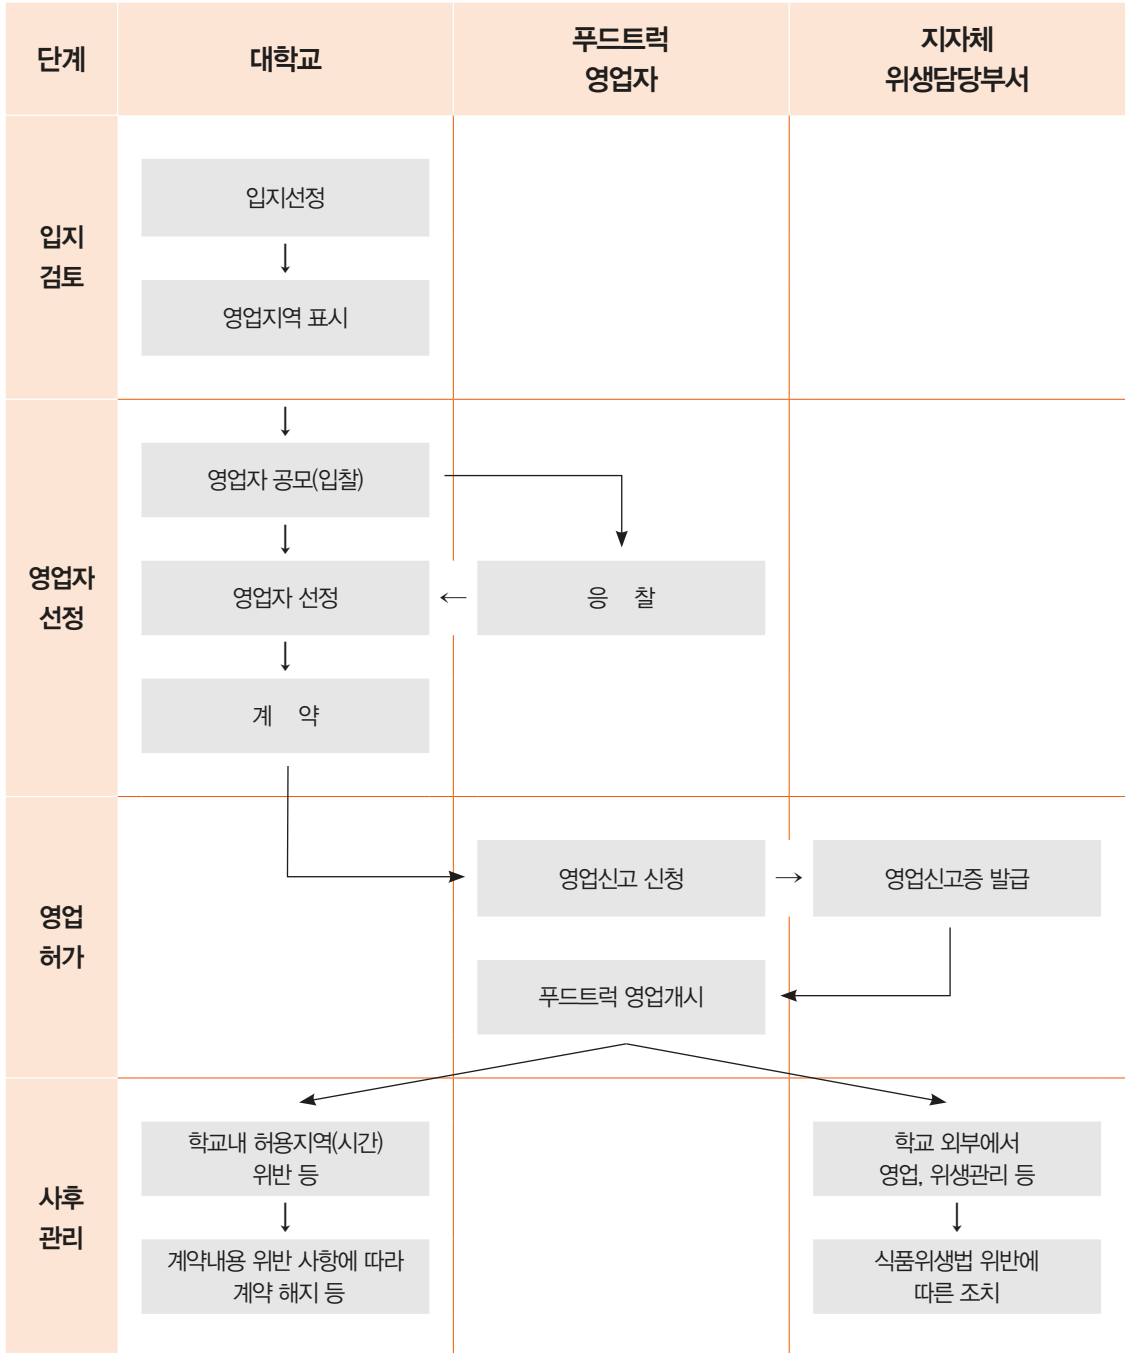 단계
대학교
푸드트럭
영업자
지자체
위생담당부서
입지
검토
입지선정
↓
영업지역 표시
↓
영업자
선정
영업자 공모(입찰)
↓
영업자 선정
←
응 찰
↓
계 약
영업
허가
영업신고 신청
→
영업신고증 발급
푸드트럭 영업개시
사후
관리
학교내 허용지역(시간)
위반 등
↓
계약내용 위반 사항에 따라
계약 해지 등
학교 외부에서
영업, 위생관리 등
↓
식품위생법 위반에
따른 조치